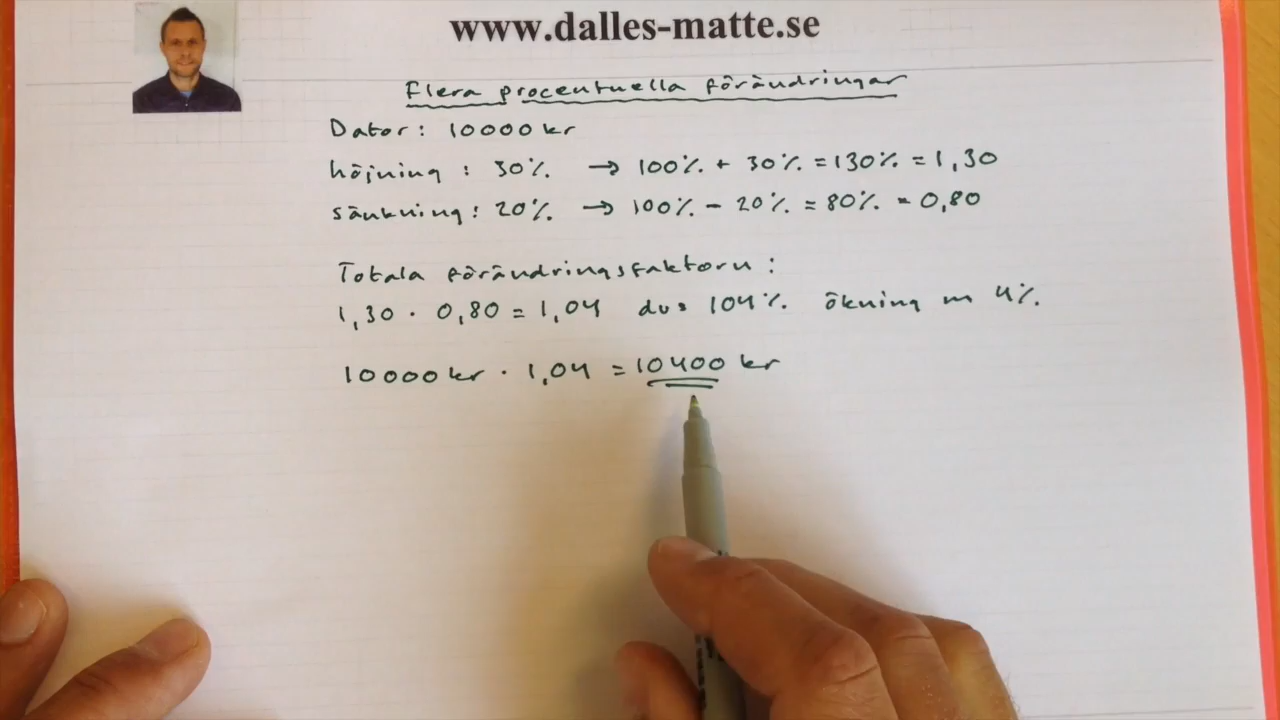 www.dalles-matte.se
Flera procentuella förändringar
Dator: 10000 kr
höjning: 30% → 100% + 30% = 130% = 1,30
sänkning: 20% → 100% - 20% = 80% = 0,80
Totala förändringsfaktorn:
1,30 · 0,80 = 1,04 dvs 104% ökning m 4%.
10000 kr · 1,04 = 10400 kr